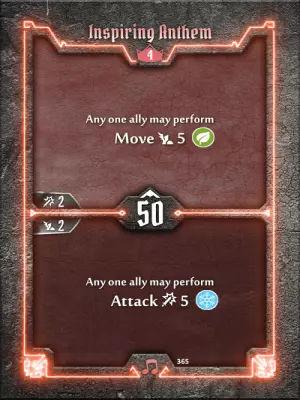 Inspiring Anthem
4
Any one ally may perform
Move 5
2
50
2
Any one ally may perform
Attack 5
365